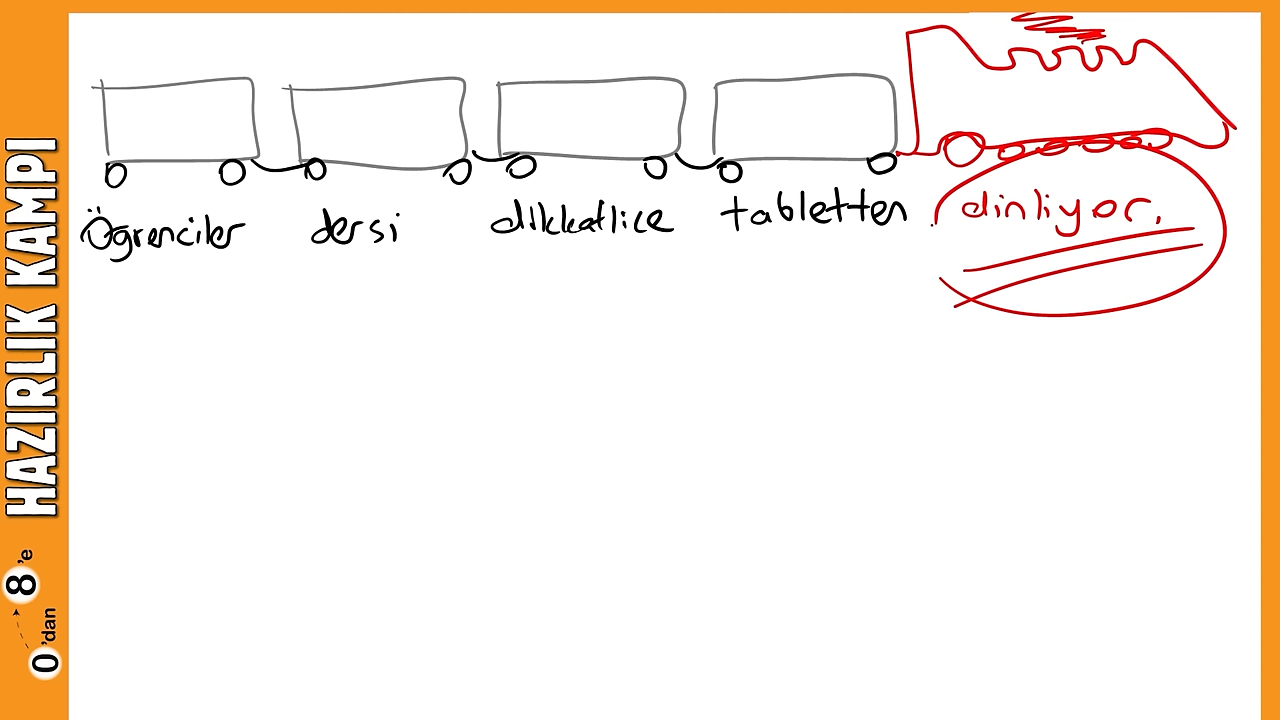 Öğrenciler dersi dikkatlice tabletten dinliyor.
HAZIRLIK KAMPI
0'dan 8'e